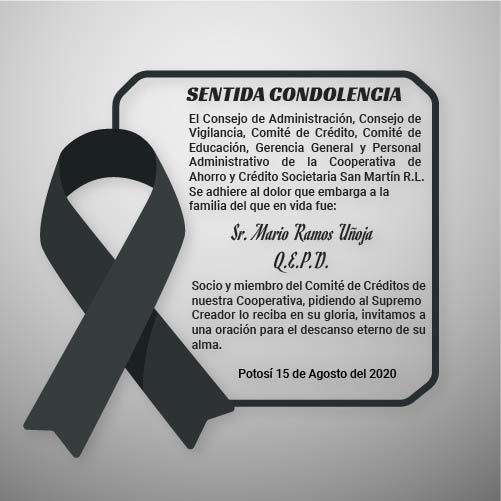 SENTIDA CONDOLENCIA
El Consejo de Administración, Consejo de
Vigilancia, Comité de Crédito, Comité de
Educación, Gerencia General y Personal
Administrativo de la Cooperativa de
Ahorro y Crédito Societaria San Martín R.L.
Se adhiere al dolor que embarga a la
familia del que en vida fue:
Sr. Mario Ramos Uñoja
Q.E.P.D.
Socio y miembro del Comité de Créditos de
nuestra Cooperativa, pidiendo al Supremo
Creador lo reciba en su gloria, invitamos a
una oración para el descanso eterno de su
alma.
Potosí 15 de Agosto del 2020